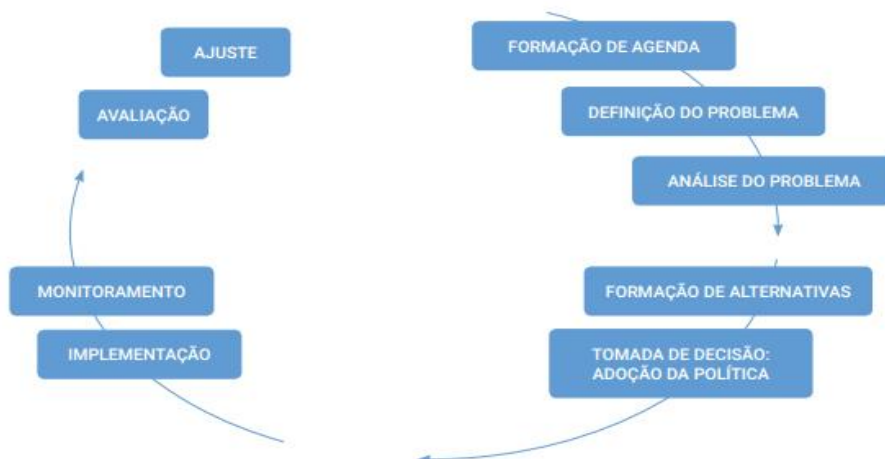 FORMAÇÃO DE AGENDA
DEFINIÇÃO DO PROBLEMA
ANÁLISE DO PROBLEMA
FORMAÇÃO DE ALTERNATIVAS
TOMADA DE DECISÃO:
ADOÇÃO DA POLÍTICA
IMPLEMENTAÇÃO
MONITORAMENTO
AVALIAÇÃO
AJUSTE